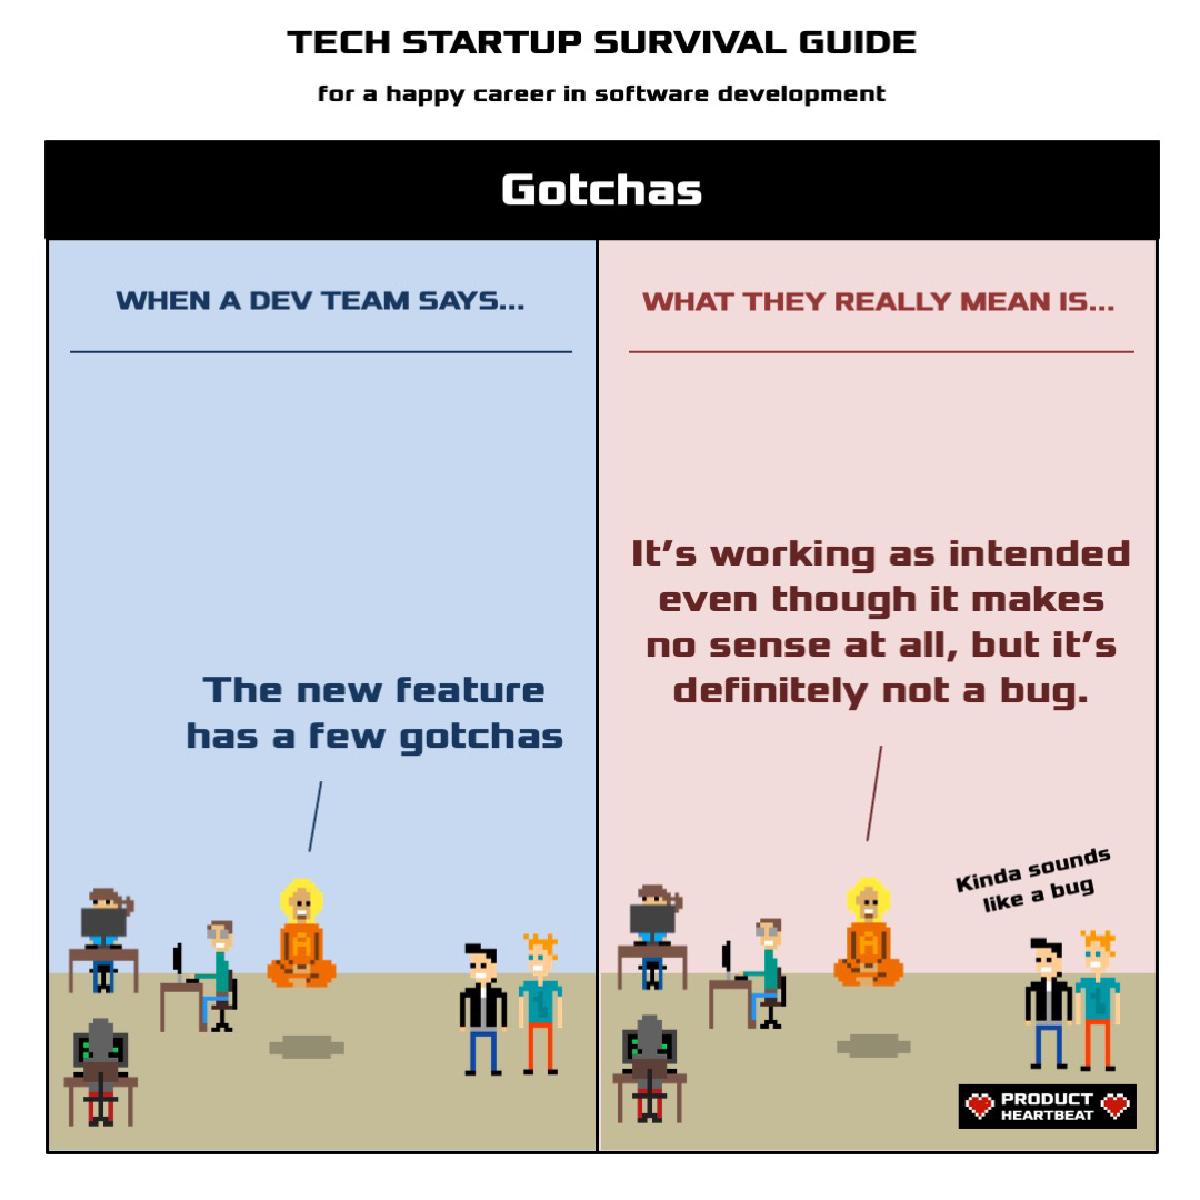 TECH STARTUP SURVIVAL GUIDE
for a happy career in software development
Gotchas
WHEN A DEV TEAM SAYS...
The new feature
has a few gotchas
WHAT THEY REALLY MEAN IS...
It's working as intended
even though it makes
no sense at all, but it's
definitely not a bug.
Kinda sounds
like a bug
PRODUCT
HEARTBEAT